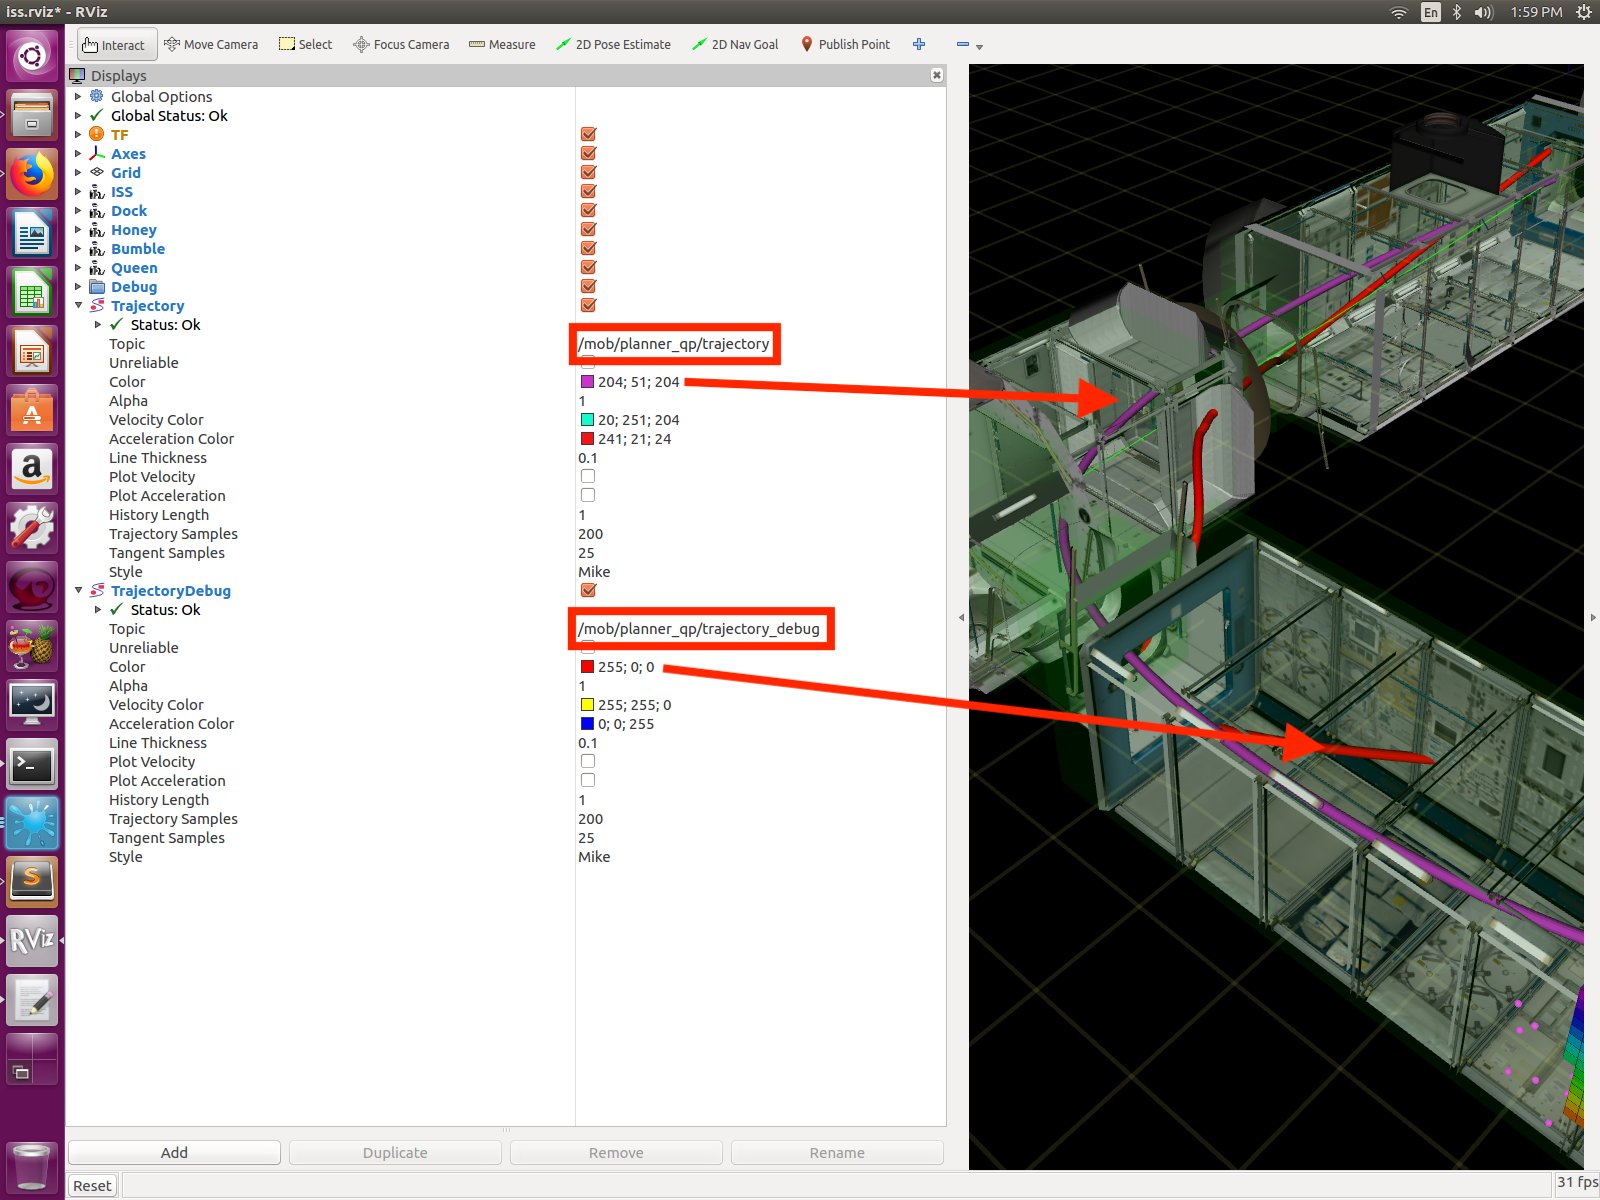 iss.rviz* - RViz
En
1:59 PM
Interact
Move Camera
Select
Focus Camera
Measure
2D Pose Estimate
2D Nav Goal
Publish Point
Displays
Global Options
Global Status: Ok
TF
Axes
Grid
ISS
Dock
Honey
Bumble
Queen
Debug
Trajectory
Status: Ok
Topic /mob/planner_qp/trajectory
Unreliable
Color 204; 51; 204
Alpha 1
Velocity Color 20; 251; 204
Acceleration Color 241; 21; 24
Line Thickness 0.1
Plot Velocity
Plot Acceleration
History Length 1
Trajectory Samples 200
Tangent Samples 25
Style Mike
TrajectoryDebug
Status: Ok
Topic /mob/planner_qp/trajectory_debug
Unreliable
Color 255; 0; 0
Alpha 1
Velocity Color 255; 255; 0
Acceleration Color 0; 0; 255
Line Thickness 0.1
Plot Velocity
Plot Acceleration
History Length 1
Trajectory Samples 200
Tangent Samples 25
Style Mike
Add
Duplicate
Remove
Rename
Reset
31 fps
A
a
>_
S
RViz